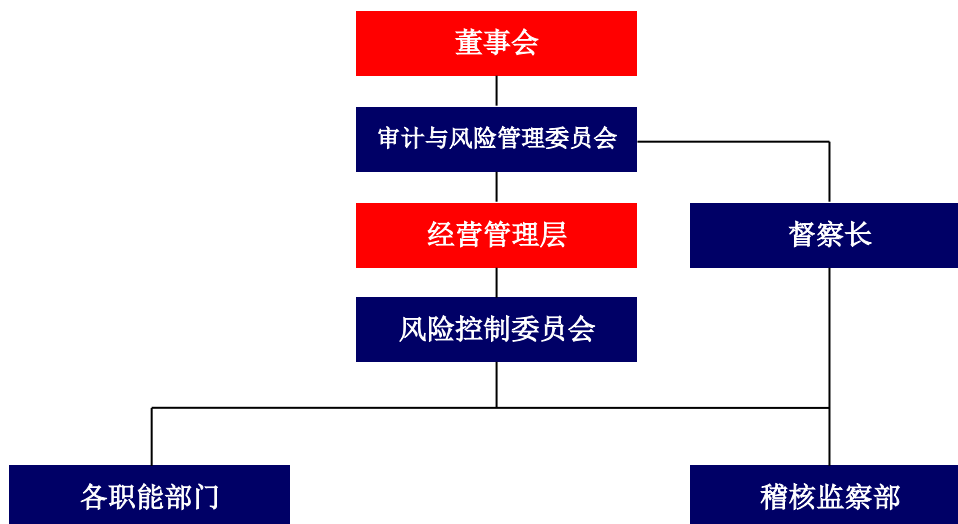 董事会
审计与风险管理委员会
经营管理层
督察长
风险控制委员会
各职能部门
稽核监察部